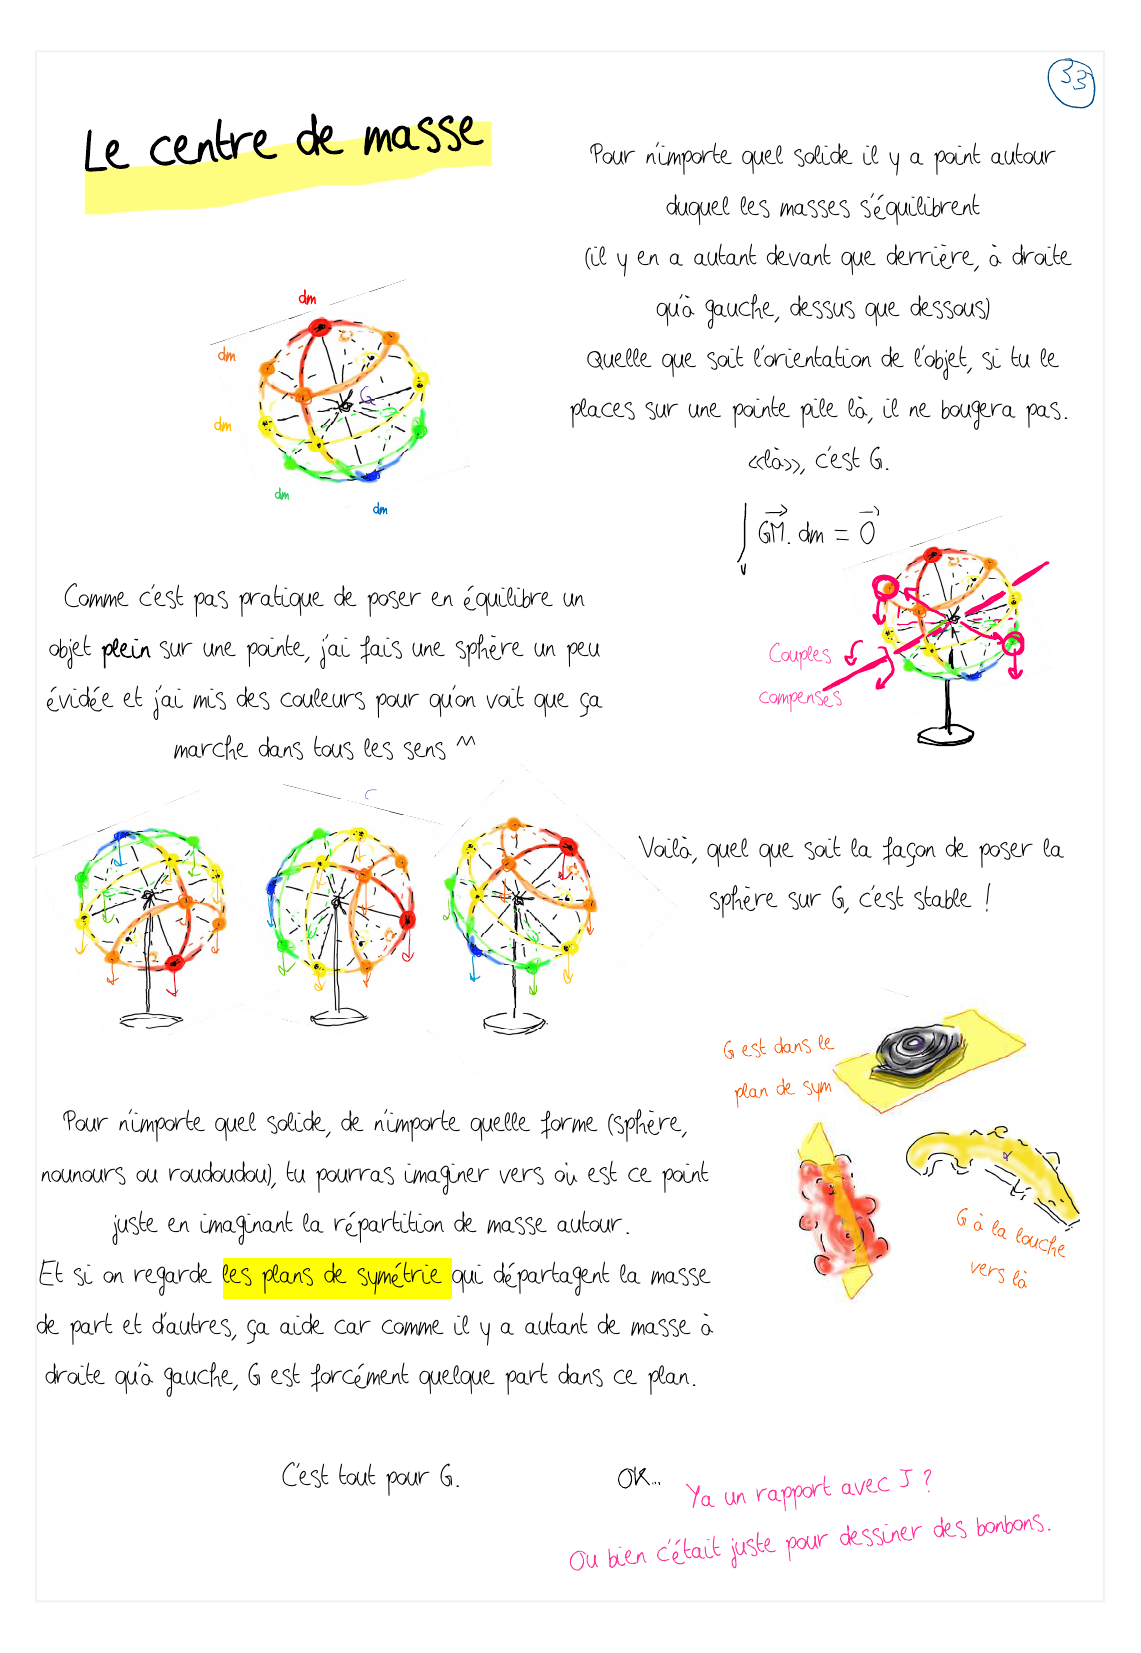 33
Le centre de masse
Pour n'importe quel solide il y a point autour
duquel les masses s'équilibrent
(il y en a autant devant que derrière, à droite
qu'à gauche, dessus que dessous)
Quelle que soit l'orientation de l'objet, si tu le
places sur une pointe pile là, il ne bougera pas.
«là», c'est G.
∫ GM. dm = 0
dm
dm
dm
dm
dm
G
Comme c'est pas pratique de poser en équilibre un
objet plein sur une pointe, j'ai fais une sphère un peu
évidée et j'ai mis des couleurs pour qu'on voit que ça
marche dans tous les sens ^^
Couples
compensés
Voilà, quel que soit la façon de poser la
sphère sur G, c'est stable !
G est dans le
plan de sym
G à la louche
vers là
Pour n'importe quel solide, de n'importe quelle forme (sphère,
nounours ou roudoudou), tu pourras imaginer vers où est ce point
juste en imaginant la répartition de masse autour.
Et si on regarde les plans de symétrie qui départagent la masse
de part et d'autres, ça aide car comme il y a autant de masse à
droite qu'à gauche, G est forcément quelque part dans ce plan.
C'est tout pour G.
OK...
Ya un rapport avec J ?
Ou bien c'était juste pour dessiner des bonbons.